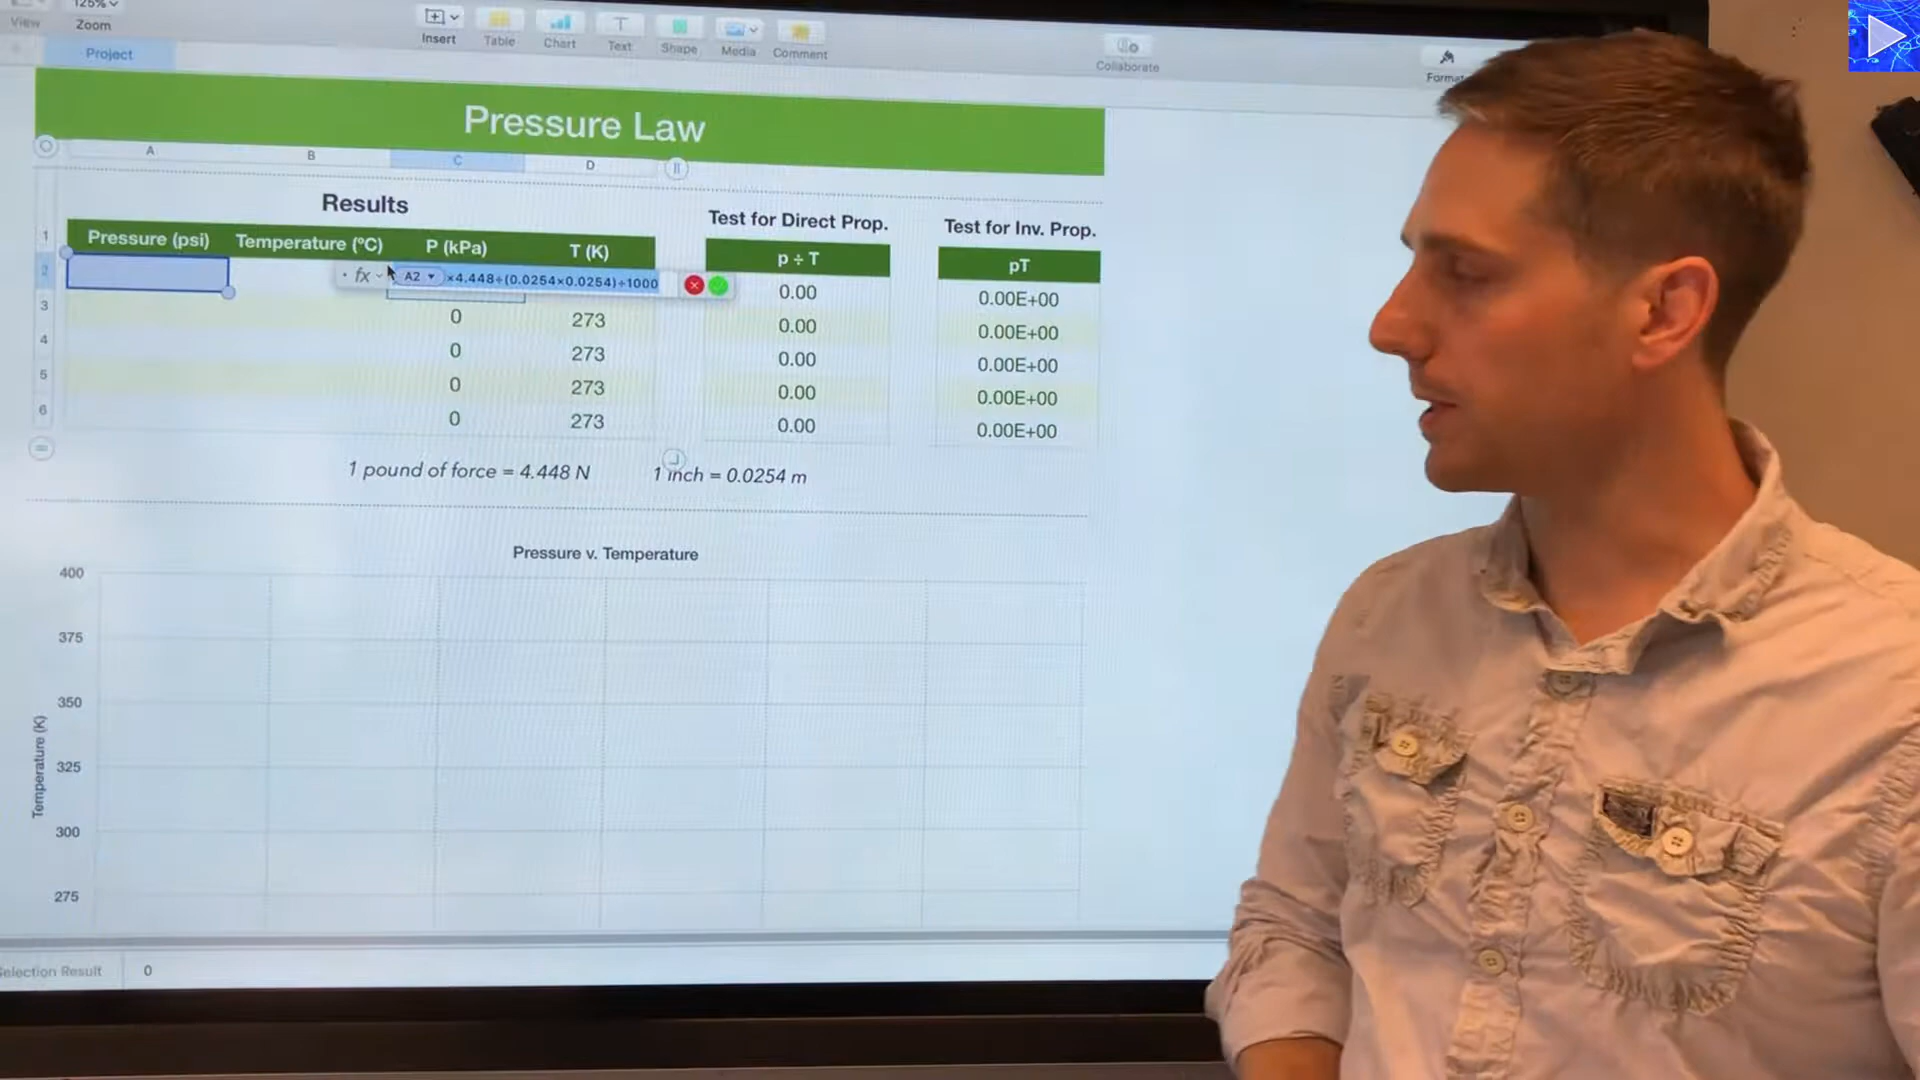 125%
View
Zoom
Insert
Table
Chart
Text
Shape
Media
Comment
Collaborate
Format
Project
Pressure Law
A B C D
Results
Test for Direct Prop.
Test for Inv. Prop.
1 Pressure (psi) Temperature (ºC) P (kPa) T (K) p ÷ T pT
2 fx A2 ×4.448÷(0.0254×0.0254)÷1000 0.00 0.00E+00
3 0 273 0.00 0.00E+00
4 0 273 0.00 0.00E+00
5 0 273 0.00 0.00E+00
6 0 273 0.00 0.00E+00
1 pound of force = 4.448 N 1 inch = 0.0254 m
Pressure v. Temperature
400
375
350
325
300
275
Temperature (K)
Selection Result 0